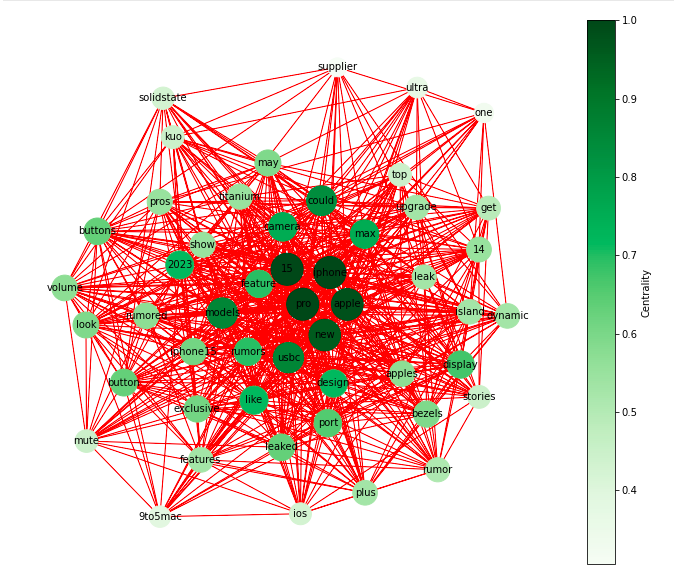 supplier
ultra
solidstate
one
kuo
may
top
titanium
pros
could
upgrade
get
camera
buttons
max
show
14
2023
15
iphone
leak
feature
volume
pro
apple
models
island
rumored
dynamic
look
new
iphone15
rumors
usbc
display
apples
button
design
stories
like
exclusive
bezels
port
mute
leaked
features
rumor
plus
9to5mac
ios
1.0
0.9
0.8
0.7
0.6
0.5
0.4
Centrality